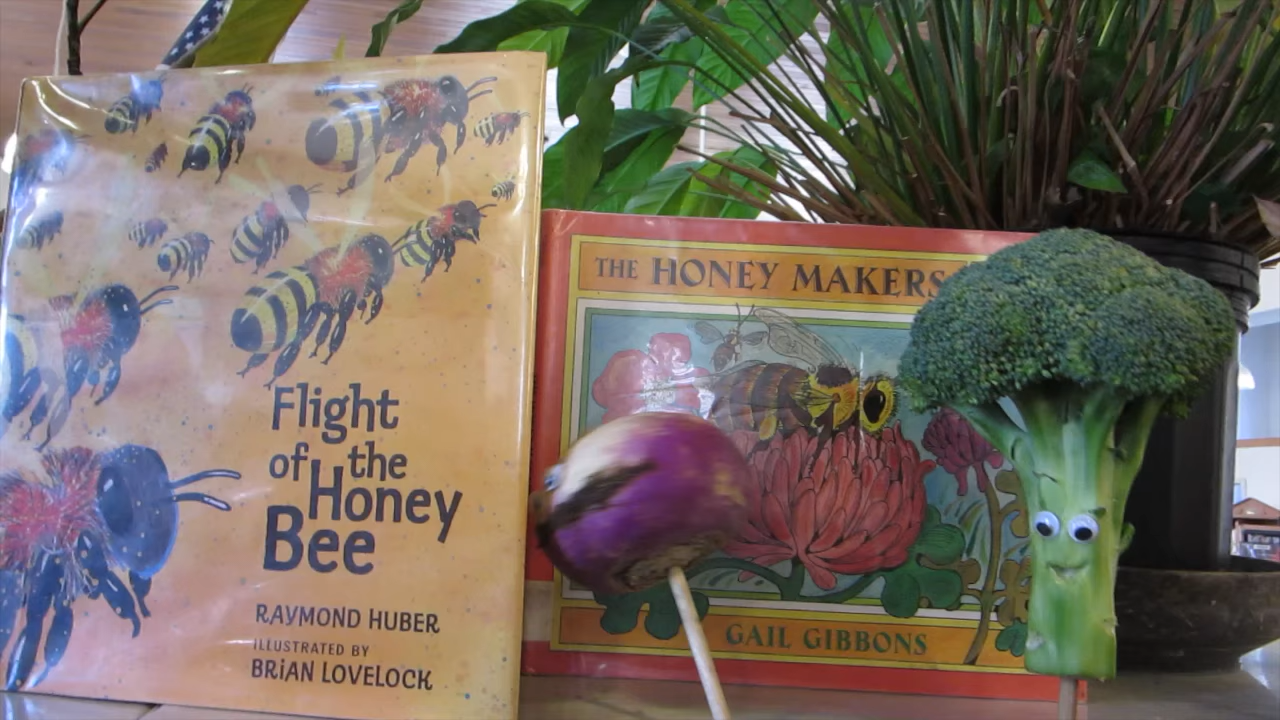 Flight
of the
Honey
Bee
RAYMOND HUBER
ILLUSTRATED BY
BRIAN LOVELOCK
THE HONEY MAKERS
GAIL GIBBONS